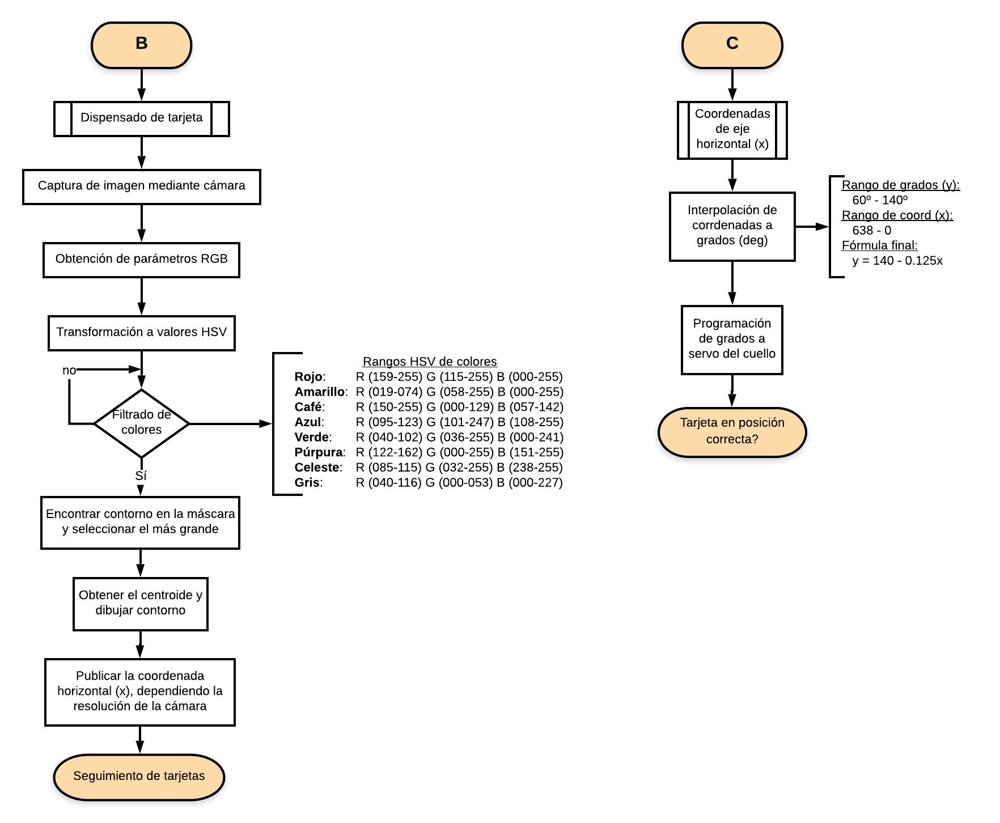 B
Dispensado de tarjeta
Captura de imagen mediante cámara
Obtención de parámetros RGB
Transformación a valores HSV
no
Filtrado de
colores
Sí
Rangos HSV de colores
Rojo: R (159-255) G (115-255) B (000-255)
Amarillo: R (019-074) G (058-255) B (000-255)
Café: R (150-255) G (000-129) B (057-142)
Azul: R (095-123) G (101-247) B (108-255)
Verde: R (040-102) G (036-255) B (000-241)
Púrpura: R (122-162) G (000-255) B (151-255)
Celeste: R (085-115) G (032-255) B (238-255)
Gris: R (040-116) G (000-053) B (000-227)
Encontrar contorno en la máscara
y seleccionar el más grande
Obtener el centroide y
dibujar contorno
Publicar la coordenada
horizontal (x), dependiendo la
resolución de la cámara
Seguimiento de tarjetas
C
Coordenadas
de eje
horizontal (x)
Interpolación de
corrdenadas a
grados (deg)
Rango de grados (y):
60º - 140º
Rango de coord (x):
638 - 0
Fórmula final:
y = 140 - 0.125x
Programación
de grados a
servo del cuello
Tarjeta en posición
correcta?